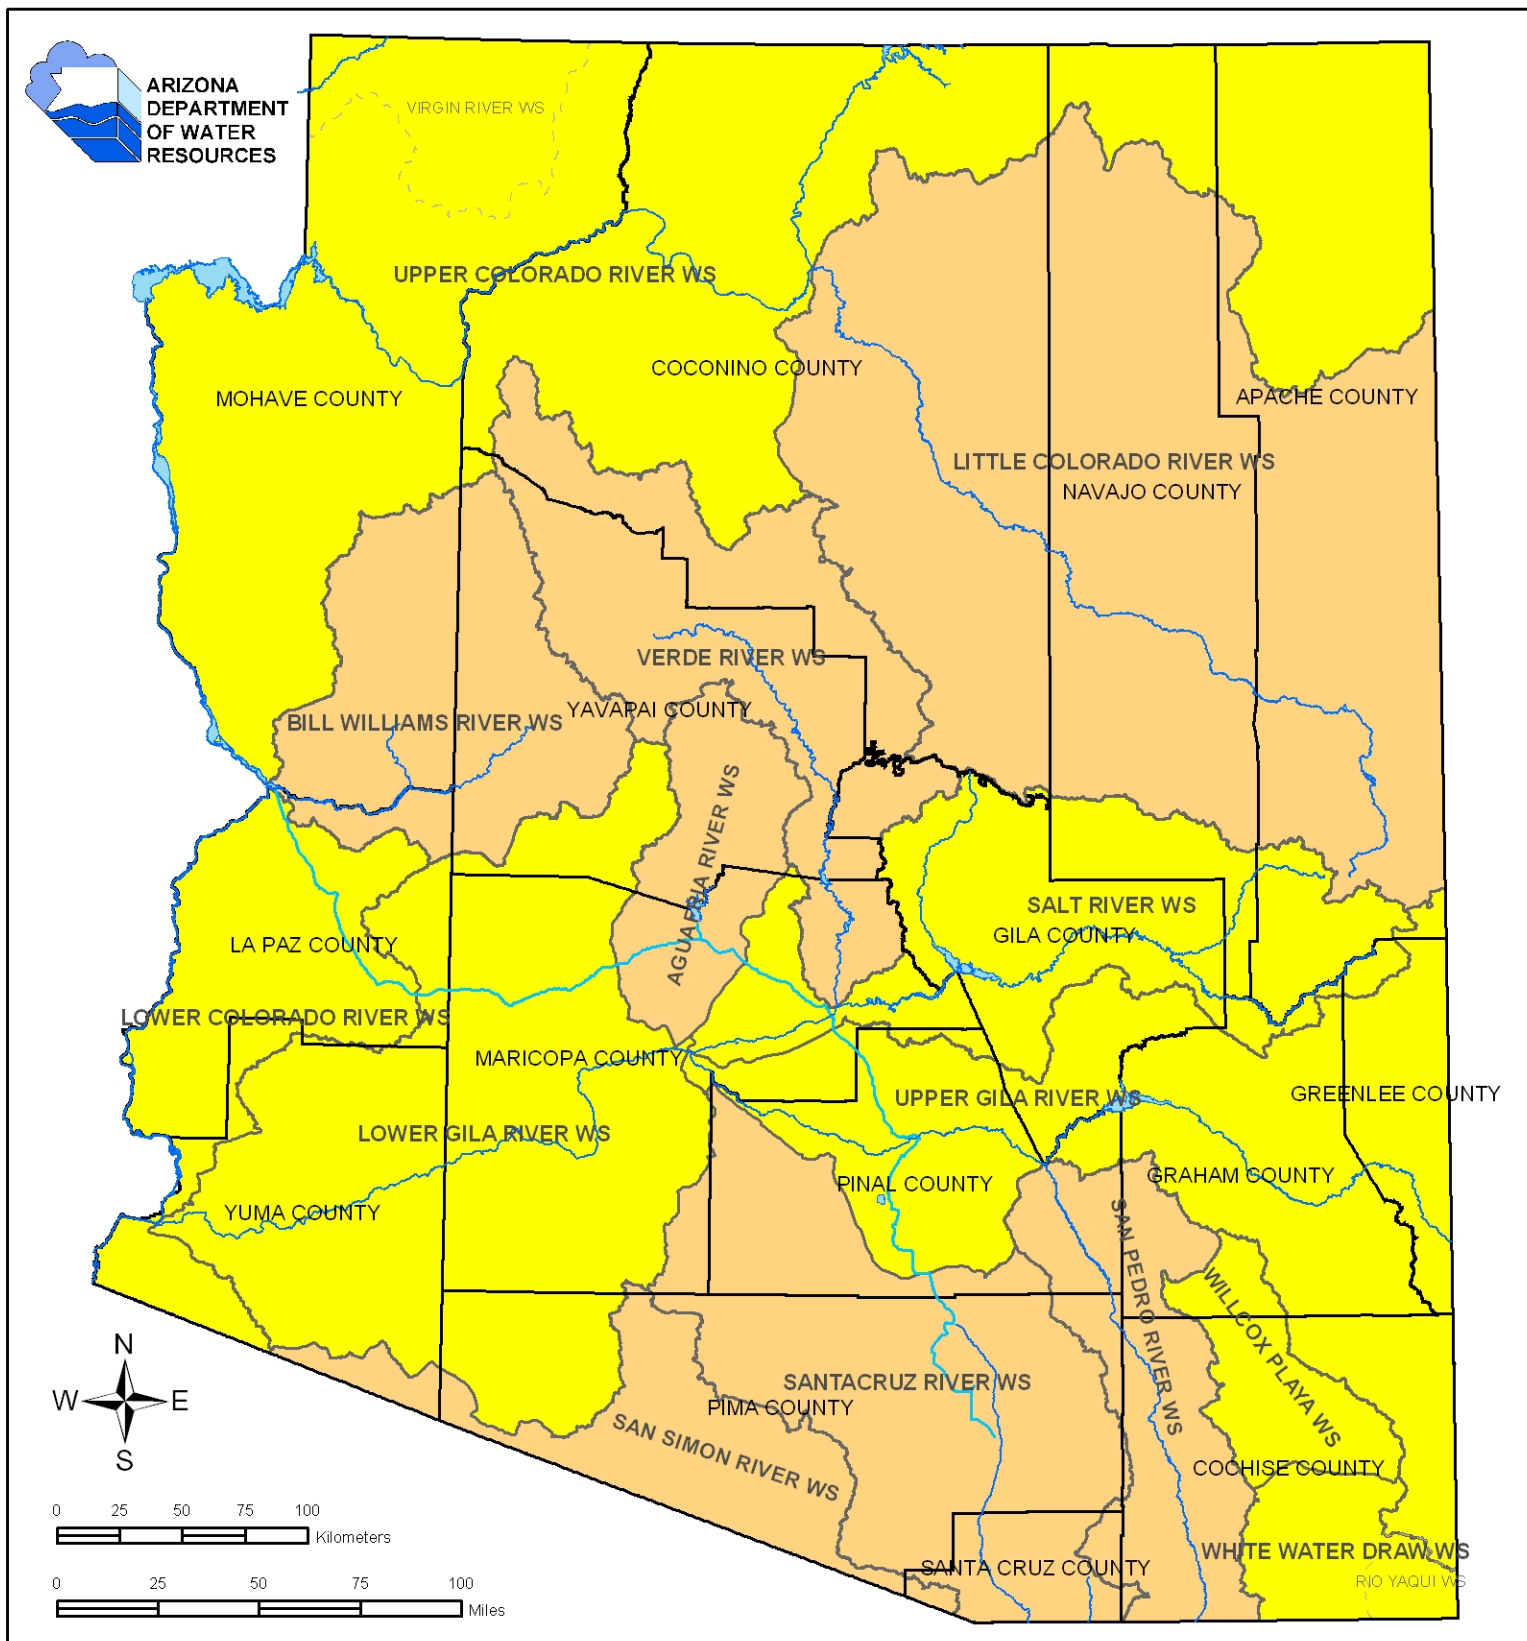 ARIZONA
DEPARTMENT
OF WATER
RESOURCES
VIRGIN RIVER WS
UPPER COLORADO RIVER WS
COCONINO COUNTY
MOHAVE COUNTY
APACHE COUNTY
LITTLE COLORADO RIVER WS
NAVAJO COUNTY
VERDE RIVER WS
YAVAPAI COUNTY
BILL WILLIAMS RIVER WS
AGUA FRIA RIVER WS
SALT RIVER WS
GILA COUNTY
LA PAZ COUNTY
LOWER COLORADO RIVER WS
MARICOPA COUNTY
GREENLEE COUNTY
UPPER GILA RIVER WS
LOWER GILA RIVER WS
GRAHAM COUNTY
PINAL COUNTY
YUMA COUNTY
SAN PEDRO RIVER WS
WILLCOX PLAYA WS
SANTACRUZ RIVER WS
PIMA COUNTY
SAN SIMON RIVER WS
COCHISE COUNTY
WHITE WATER DRAW WS
SANTA CRUZ COUNTY
RIO YAQUI WS
N
W E
S
0 25 50 75 100
Kilometers
0 25 50 75 100
Miles